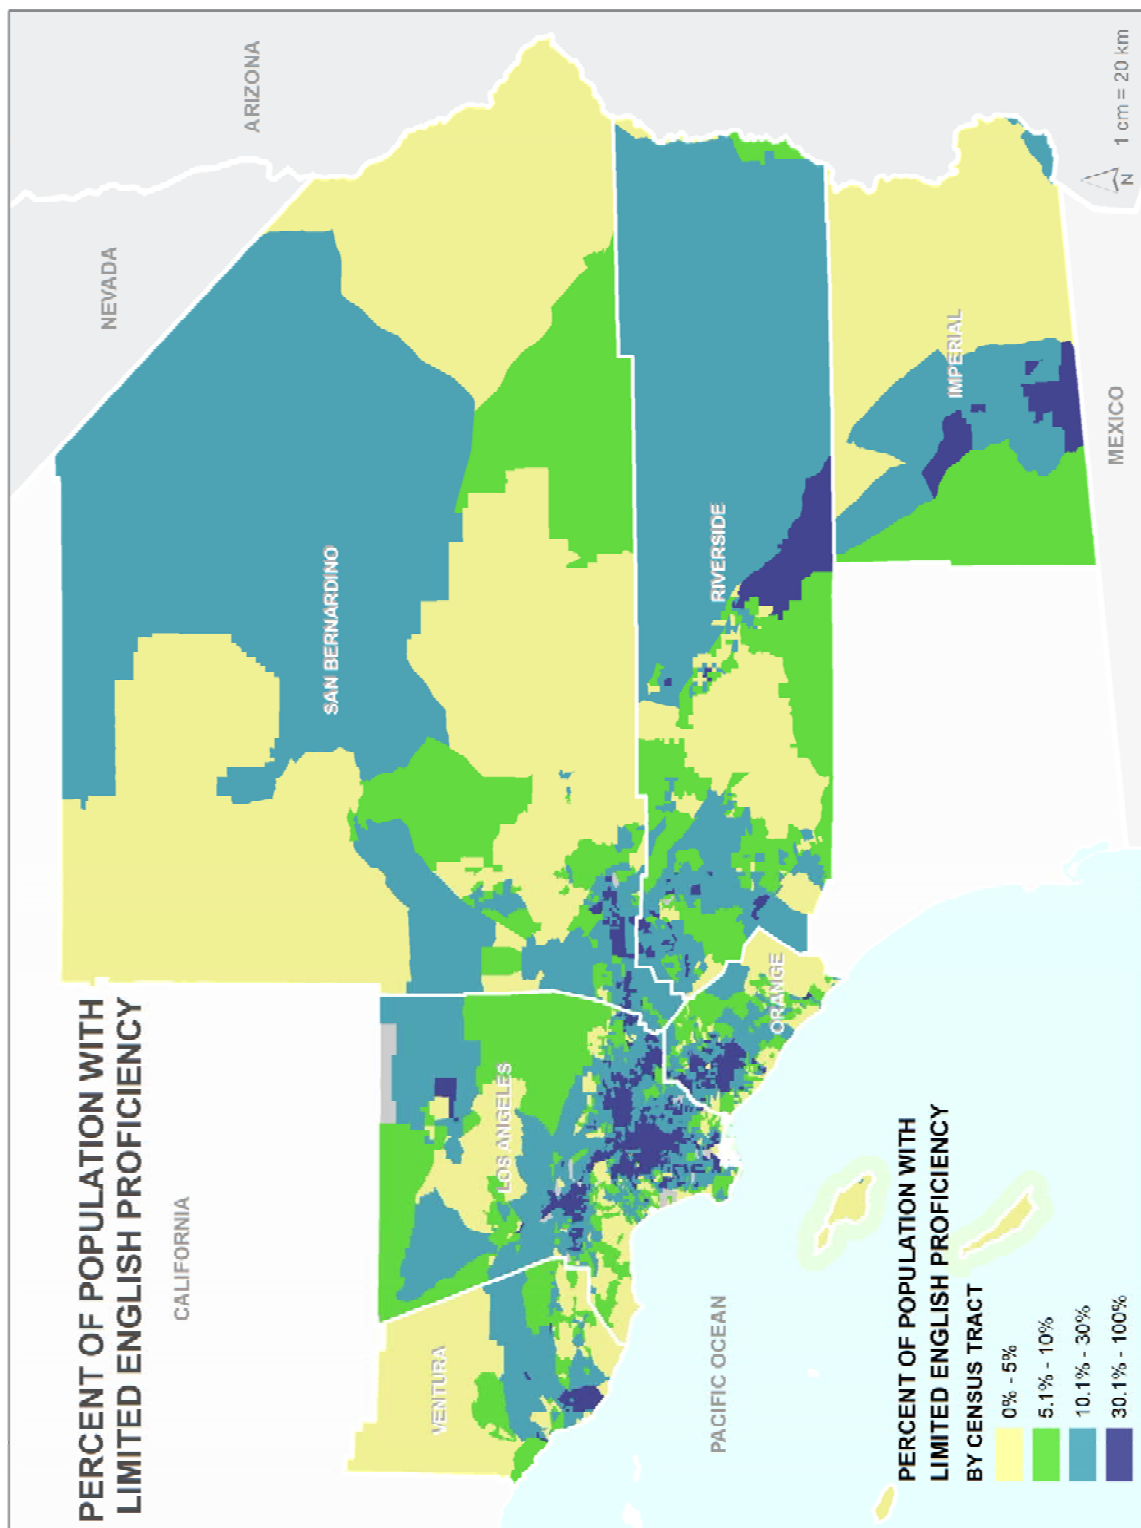 PERCENT OF POPULATION WITH
LIMITED ENGLISH PROFICIENCY
CALIFORNIA
NEVADA
ARIZONA
SAN BERNARDINO
VENTURA
LOS ANGELES
RIVERSIDE
ORANGE
IMPERIAL
PACIFIC OCEAN
MEXICO
PERCENT OF POPULATION WITH
LIMITED ENGLISH PROFICIENCY
BY CENSUS TRACT
0% - 5%
5.1% - 10%
10.1% - 30%
30.1% - 100%
N
1 cm = 20 km